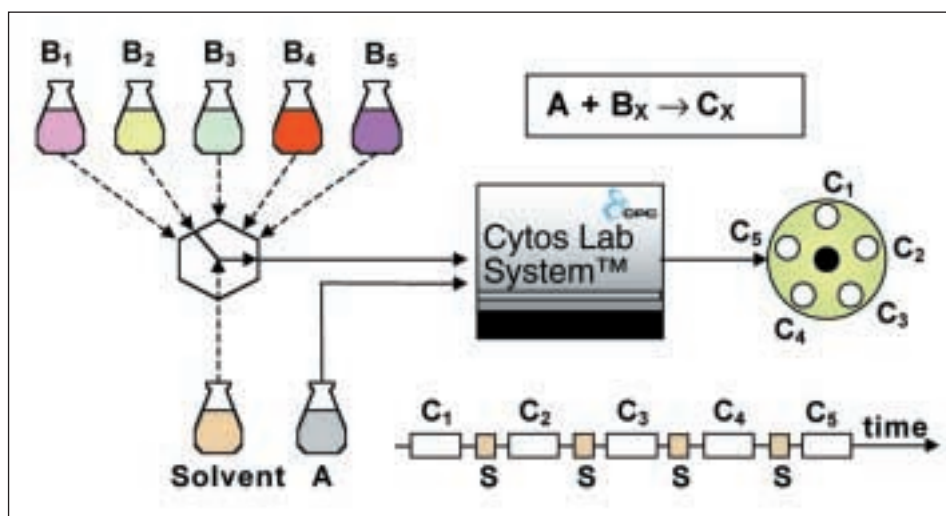 B₁ B₂ B₃ B₄ B₅
A + Bₓ → Cₓ
CPC
Cytos Lab
System™
C₁
C₅
C₂
C₃
C₄
Solvent A
C₁ C₂ C₃ C₄ C₅ time
S S S S